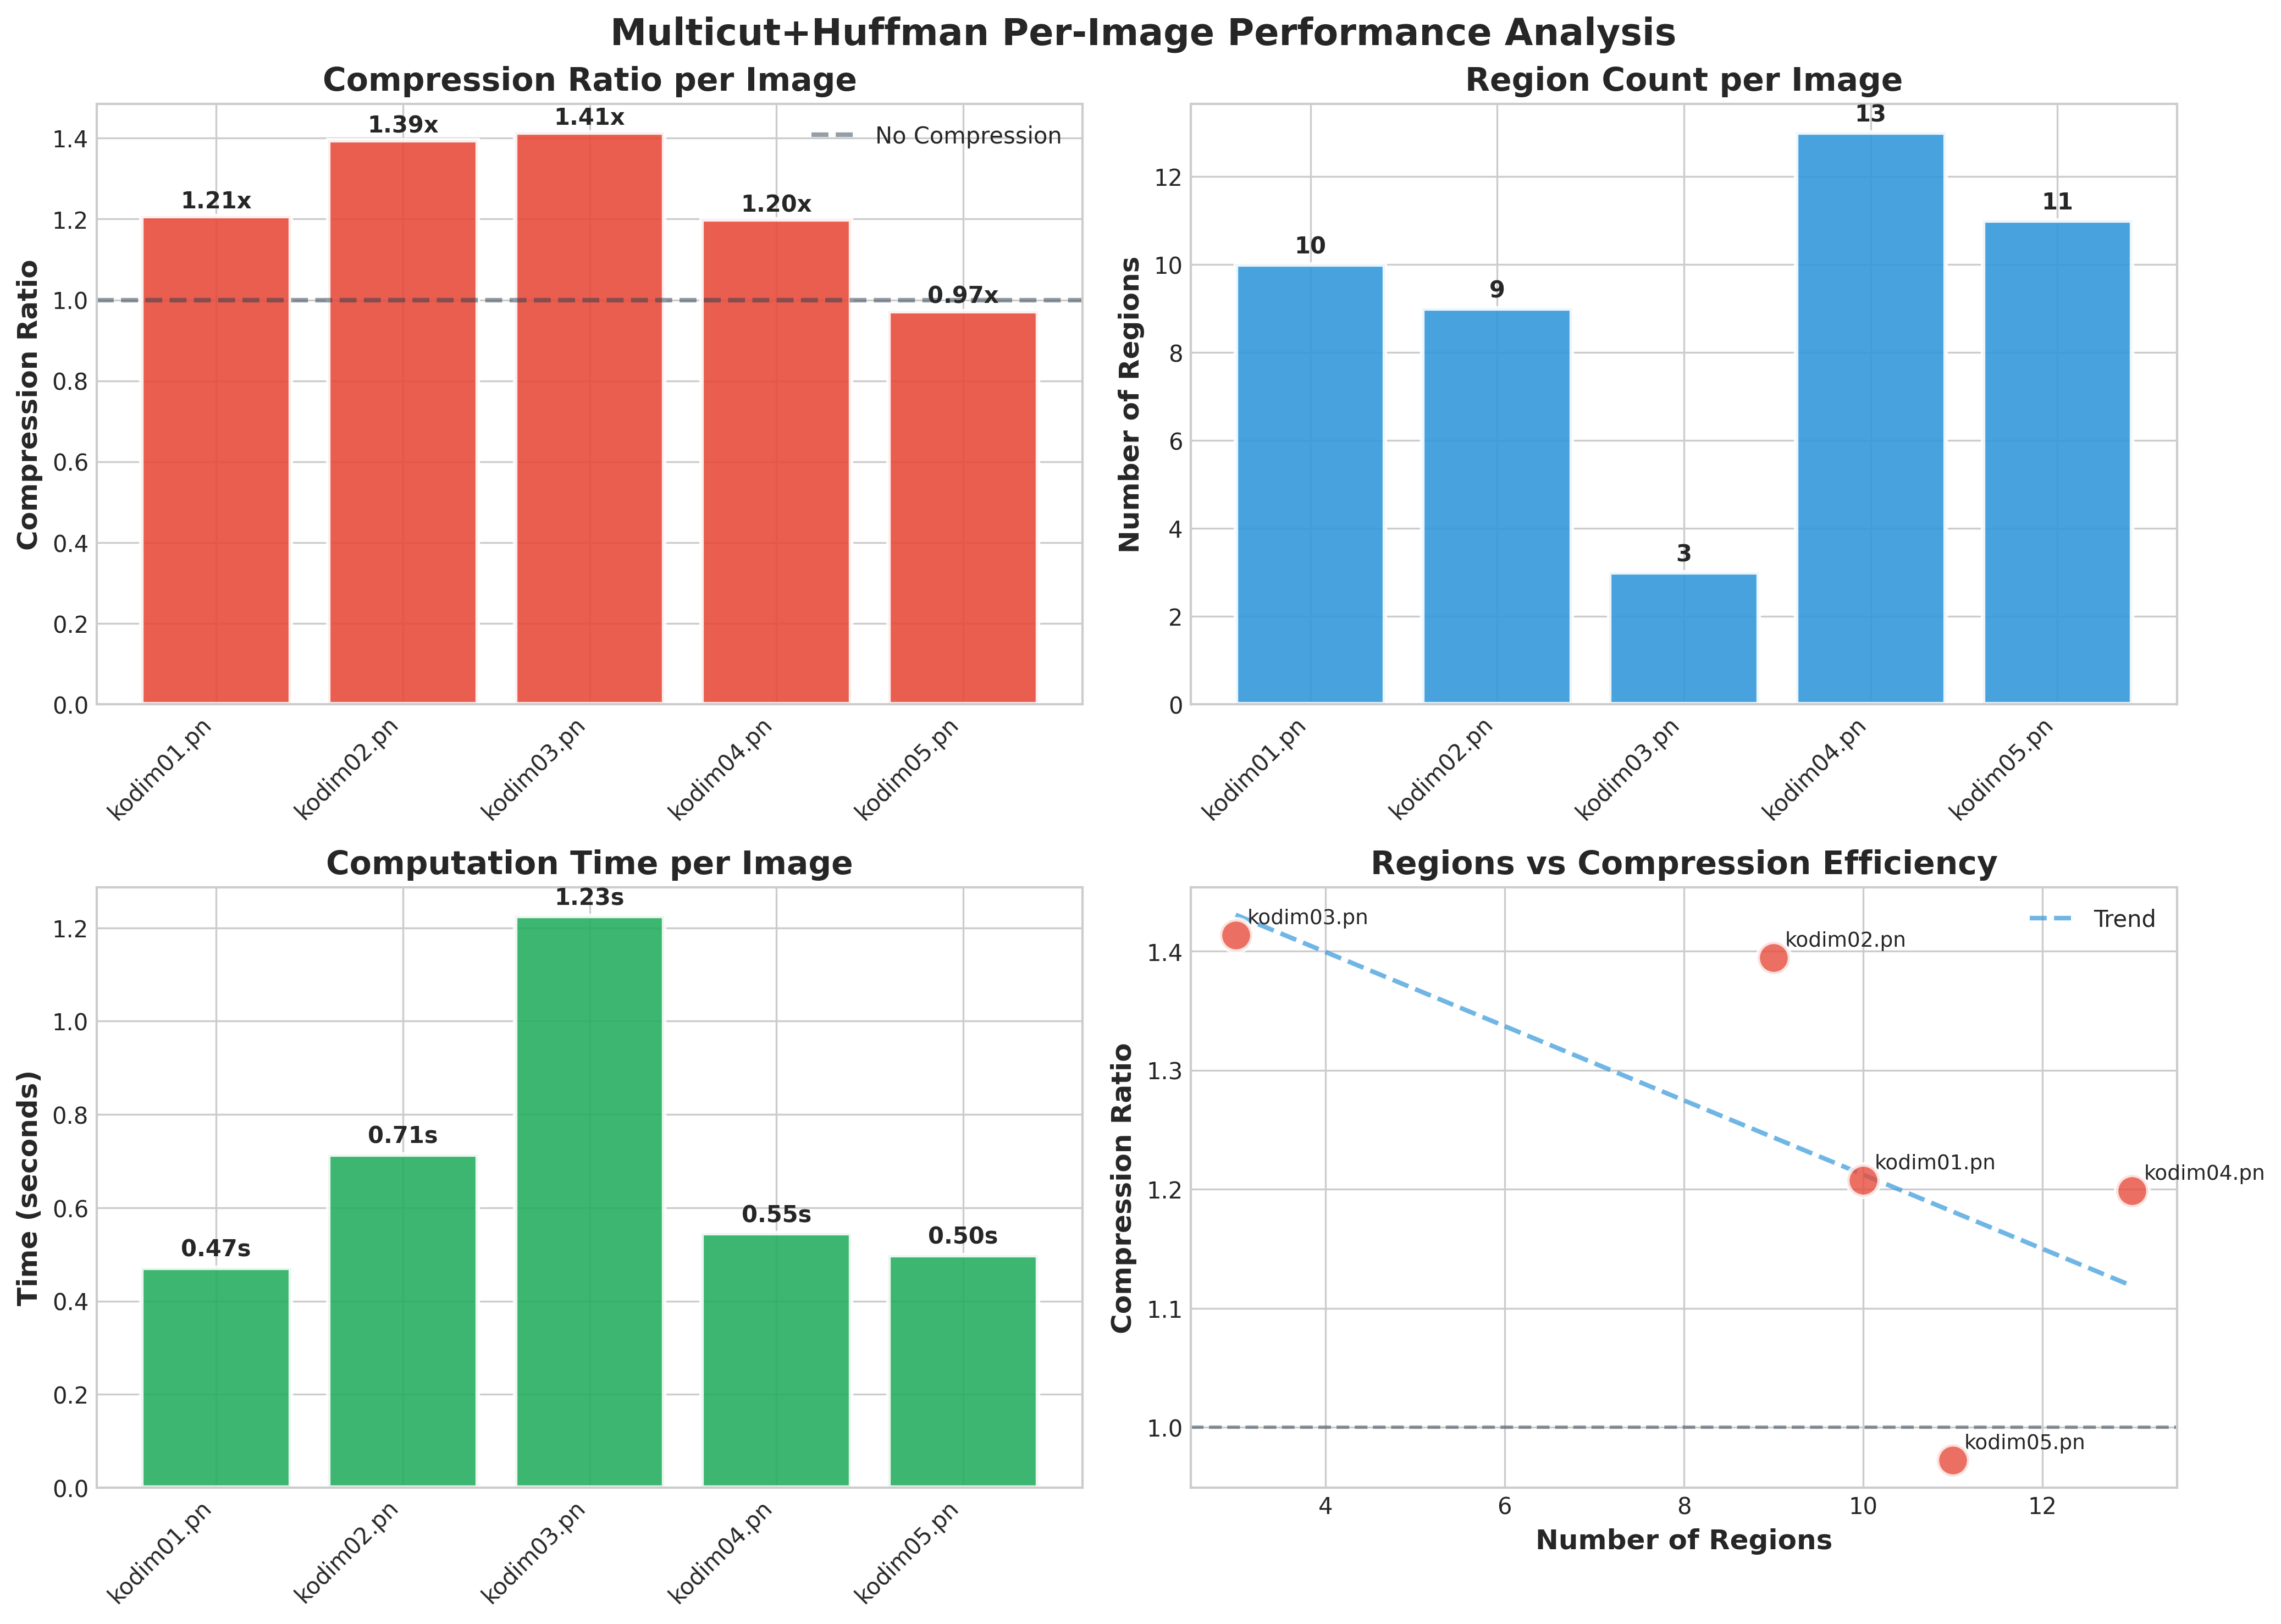 Multicut+Huffman Per-Image Performance Analysis
Compression Ratio per Image
Compression Ratio
1.4
1.2
1.0
0.8
0.6
0.4
0.2
0.0
1.21x
1.39x
1.41x
1.20x
0.97x
No Compression
kodim01.pn
kodim02.pn
kodim03.pn
kodim04.pn
kodim05.pn
Region Count per Image
Number of Regions
12
10
8
6
4
2
0
10
9
3
13
11
kodim01.pn
kodim02.pn
kodim03.pn
kodim04.pn
kodim05.pn
Computation Time per Image
Time (seconds)
1.2
1.0
0.8
0.6
0.4
0.2
0.0
0.47s
0.71s
1.23s
0.55s
0.50s
kodim01.pn
kodim02.pn
kodim03.pn
kodim04.pn
kodim05.pn
Regions vs Compression Efficiency
Compression Ratio
1.4
1.3
1.2
1.1
1.0
kodim03.pn
kodim02.pn
kodim01.pn
kodim04.pn
kodim05.pn
Trend
4
6
8
10
12
Number of Regions